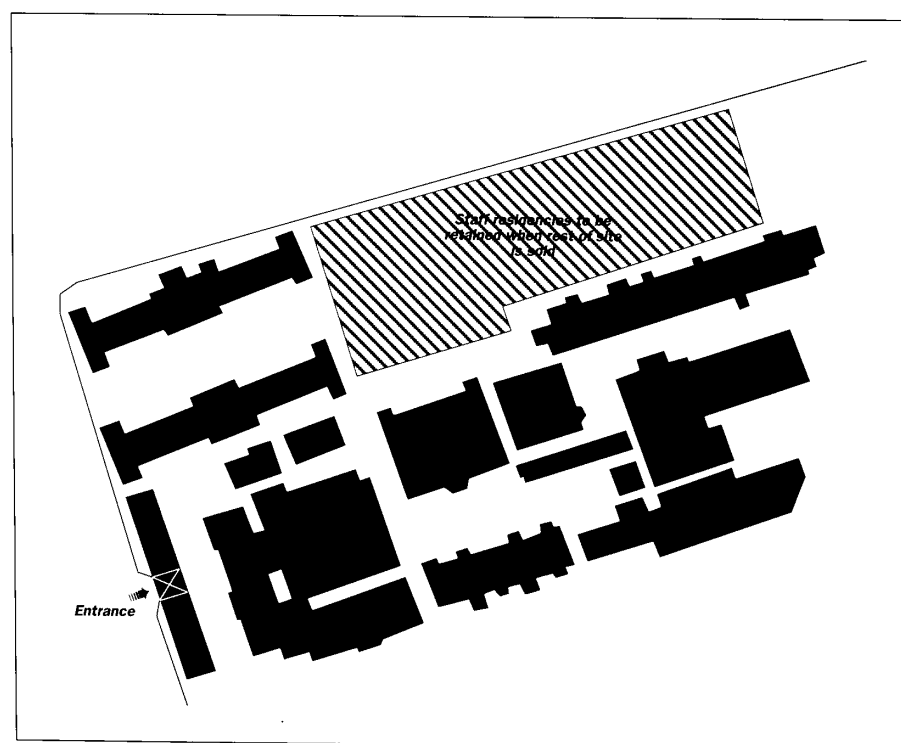 Staff residencies to be
retained when rest of site
is sold
Entrance